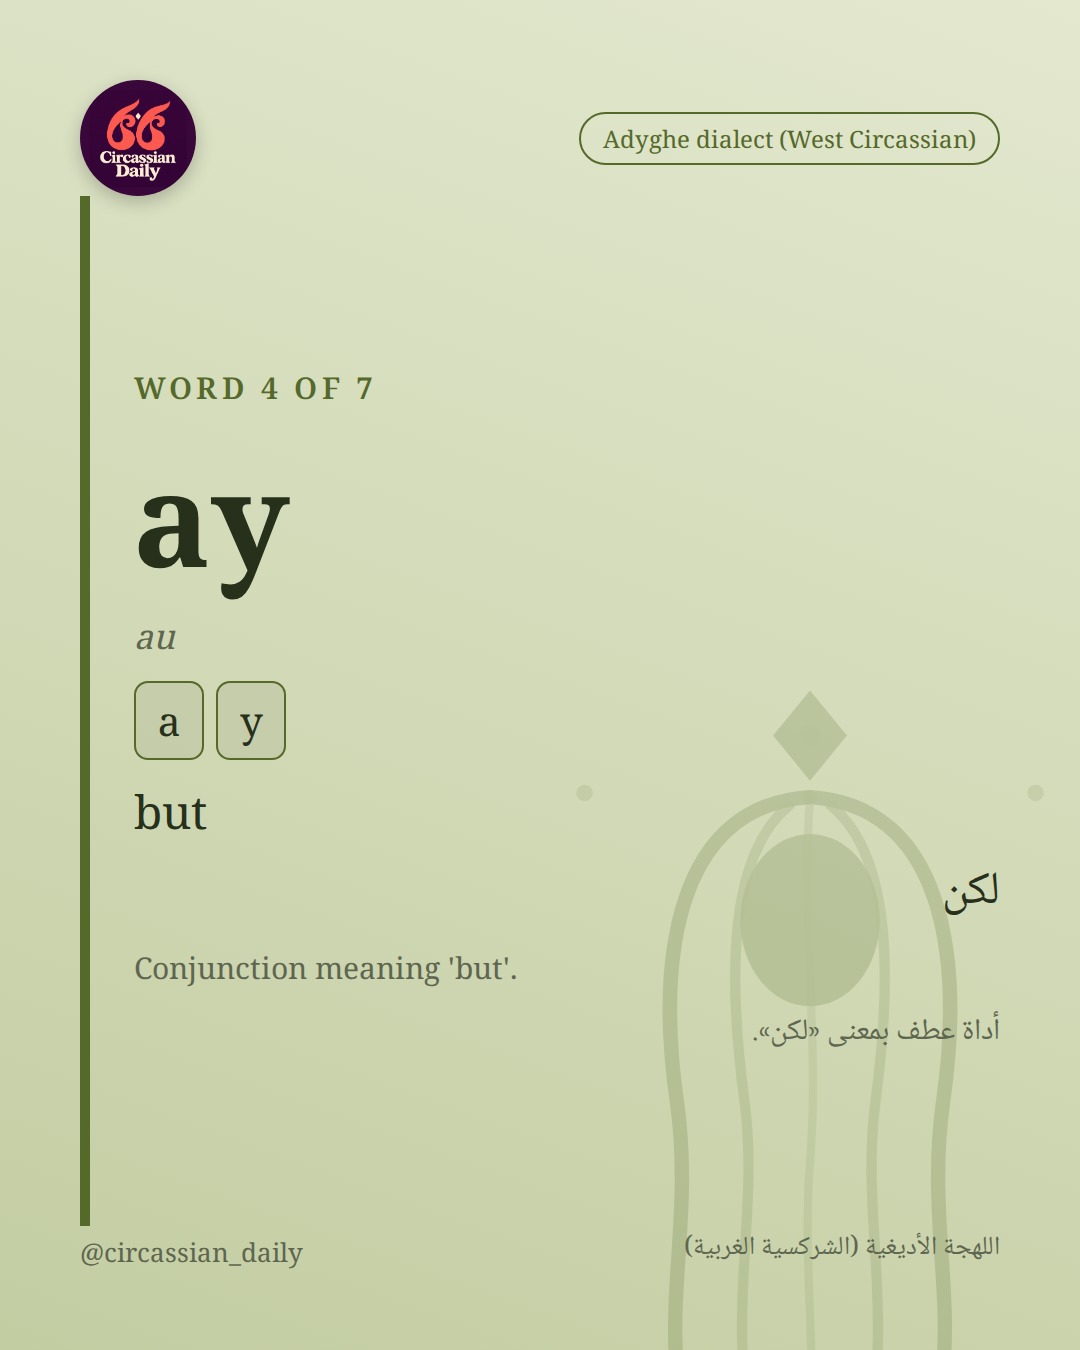 Circassian
Daily
Adyghe dialect (West Circassian)
WORD 4 OF 7
ау
au
а
у
but
لكن
Conjunction meaning 'but'.
أداة عطف بمعنى «لكن».
@circassian_daily
اللهجة الأديغية (الشركسية الغربية)